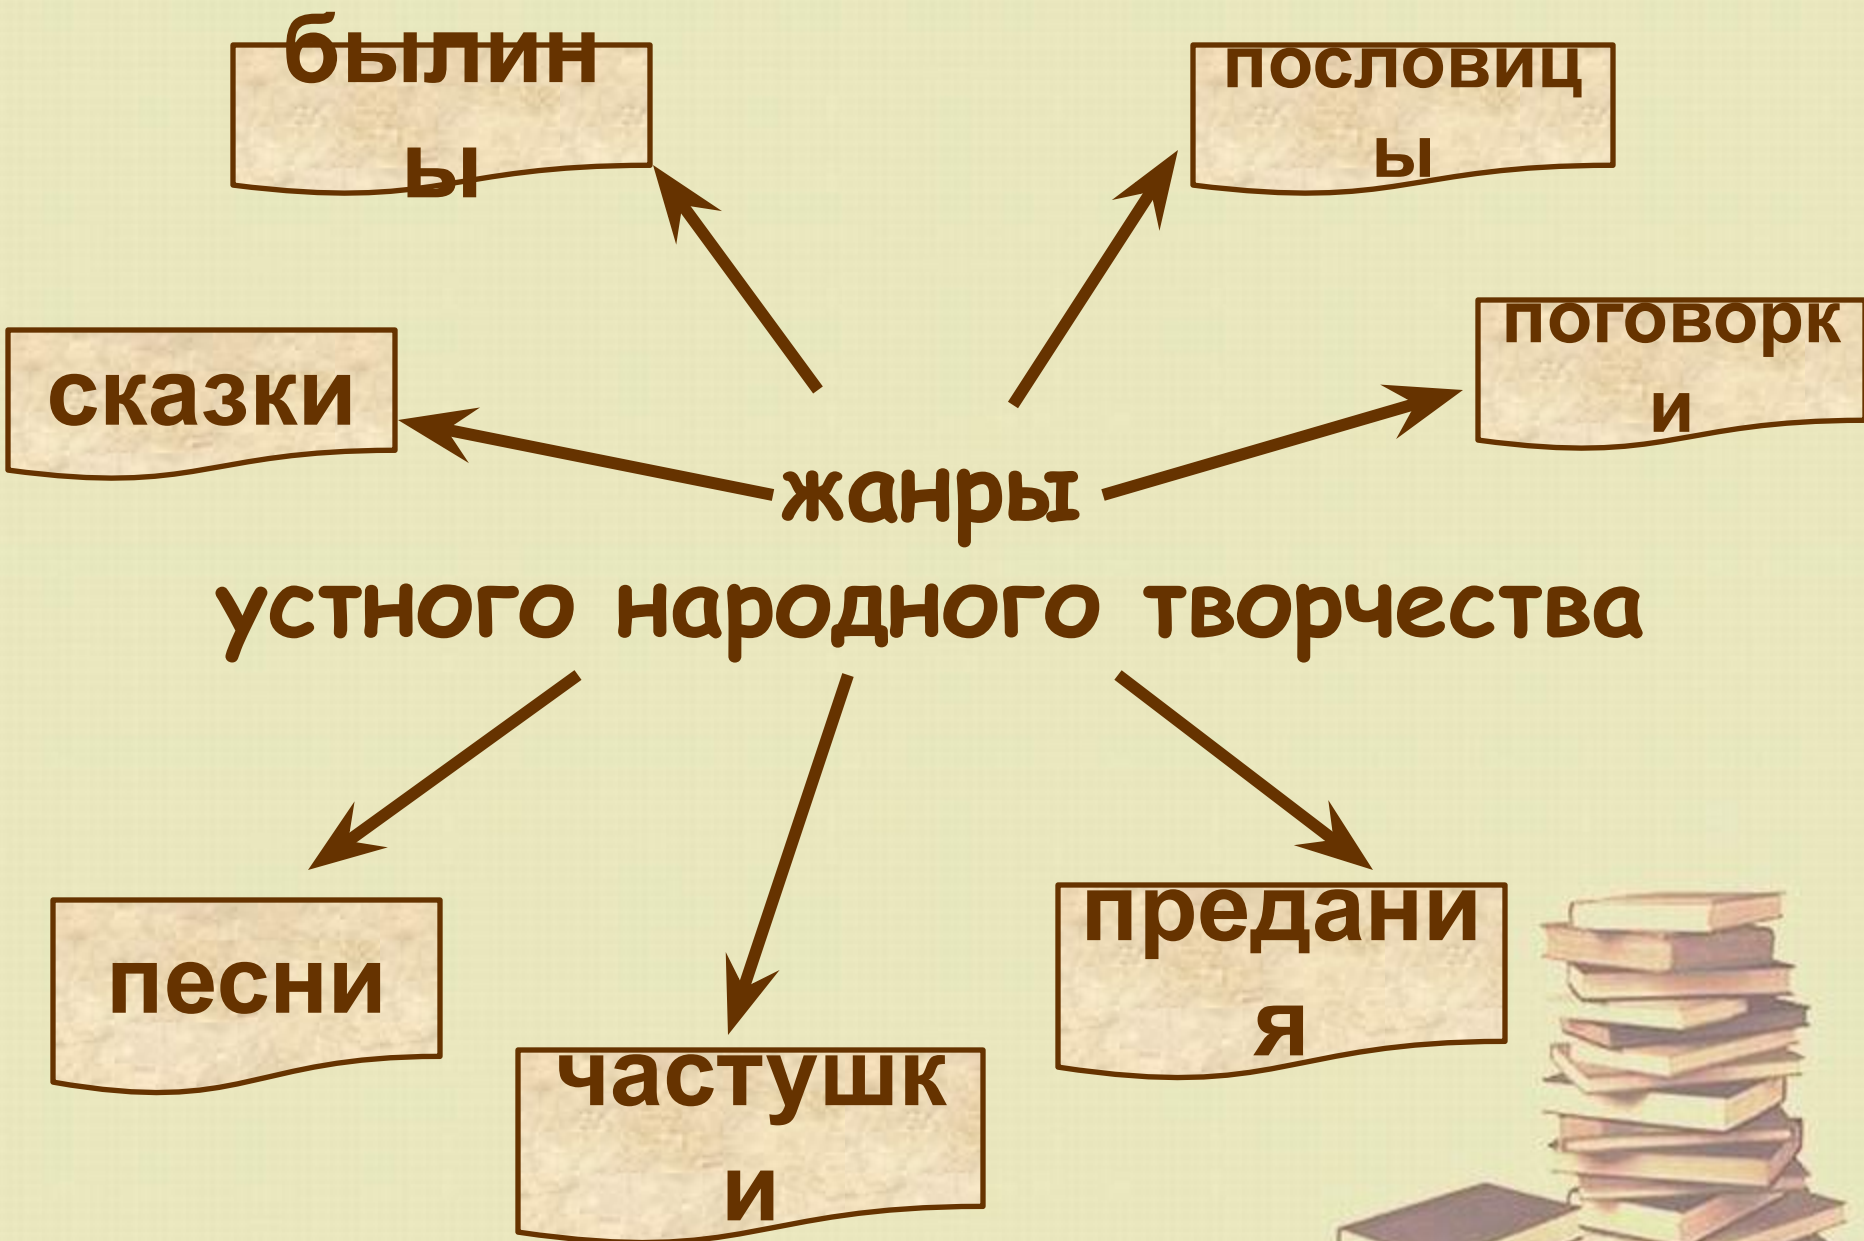 былин
ы
пословиц
ы
сказки
поговорк
и
жанры
устного народного творчества
песни
частушк
и
предани
я